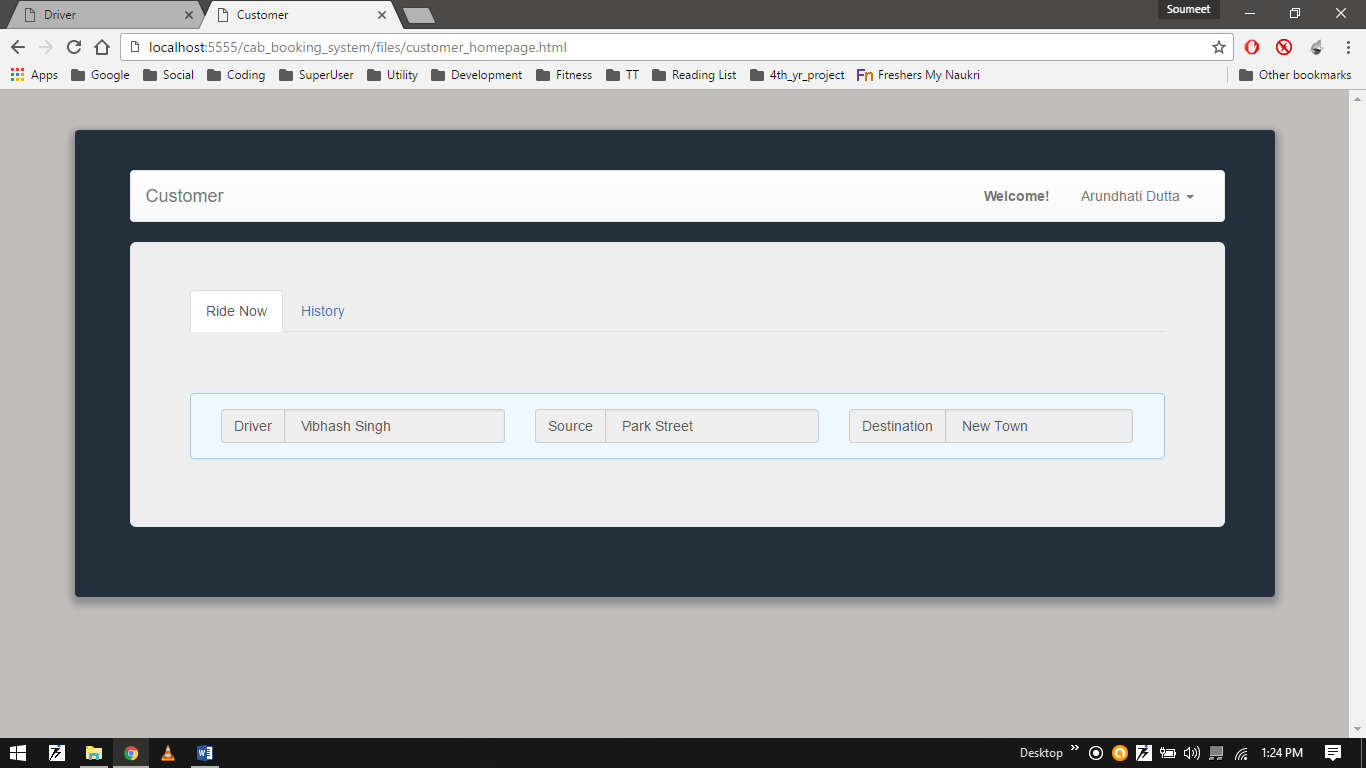 Driver Customer Soumeet
localhost:5555/cab_booking_system/files/customer_homepage.html
Apps Google Social Coding SuperUser Utility Development Fitness TT Reading List 4th_yr_project Fn Freshers My Naukri Other bookmarks
Customer Welcome! Arundhati Dutta
Ride Now History
Driver Vibhash Singh Source Park Street Destination New Town
Desktop 1:24 PM